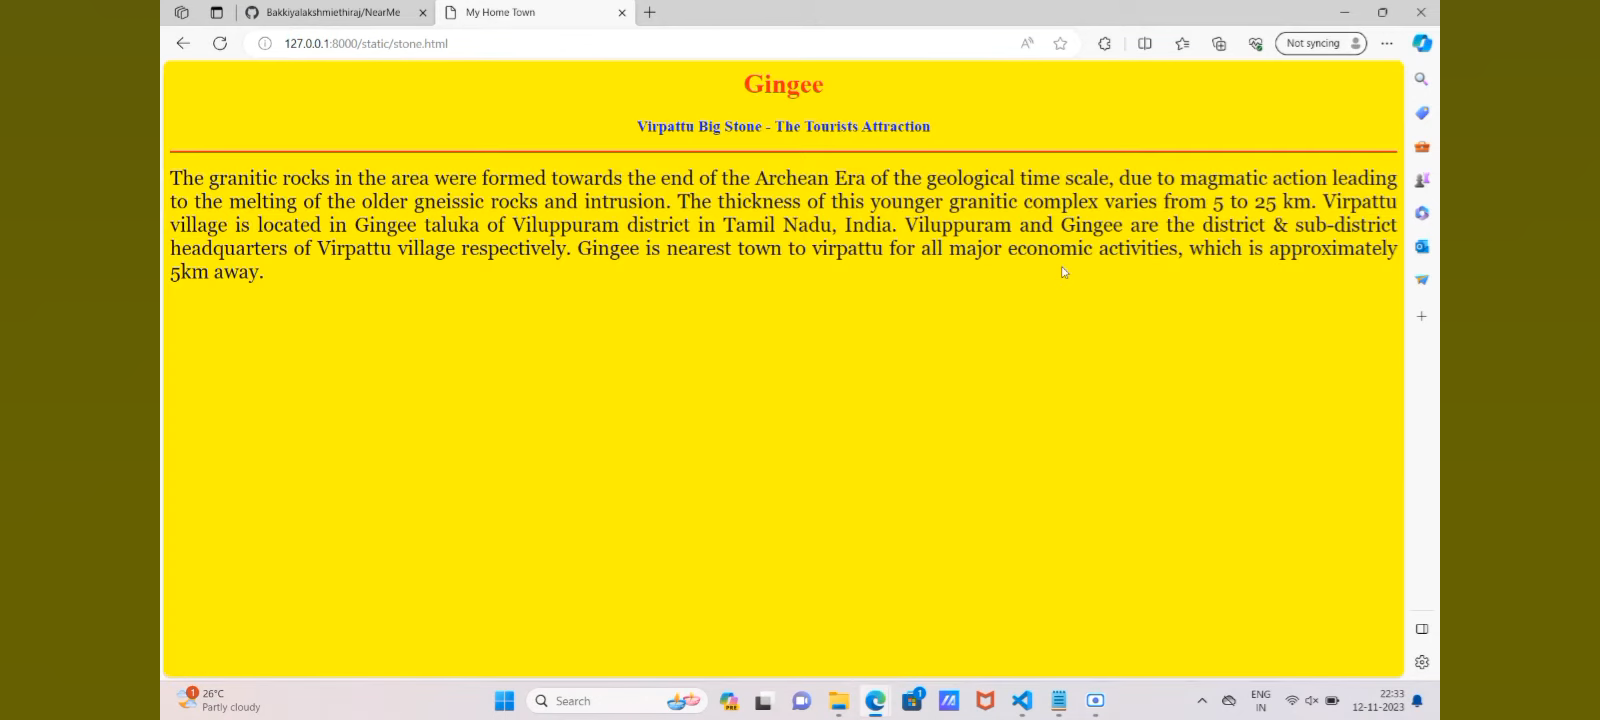 Bakkiyalakshmiethiraj/NearMe
My Home Town
127.0.0.1:8000/static/stone.html
Not syncing
Gingee
Virpattu Big Stone - The Tourists Attraction
The granitic rocks in the area were formed towards the end of the Archean Era of the geological time scale, due to magmatic action leading
to the melting of the older gneissic rocks and intrusion. The thickness of this younger granitic complex varies from 5 to 25 km. Virpattu
village is located in Gingee taluka of Viluppuram district in Tamil Nadu, India. Viluppuram and Gingee are the district & sub-district
headquarters of Virpattu village respectively. Gingee is nearest town to virpattu for all major economic activities, which is approximately
5km away.
1
26°C
Partly cloudy
Search
PRE
1
ENG
IN
22:33
12-11-2023